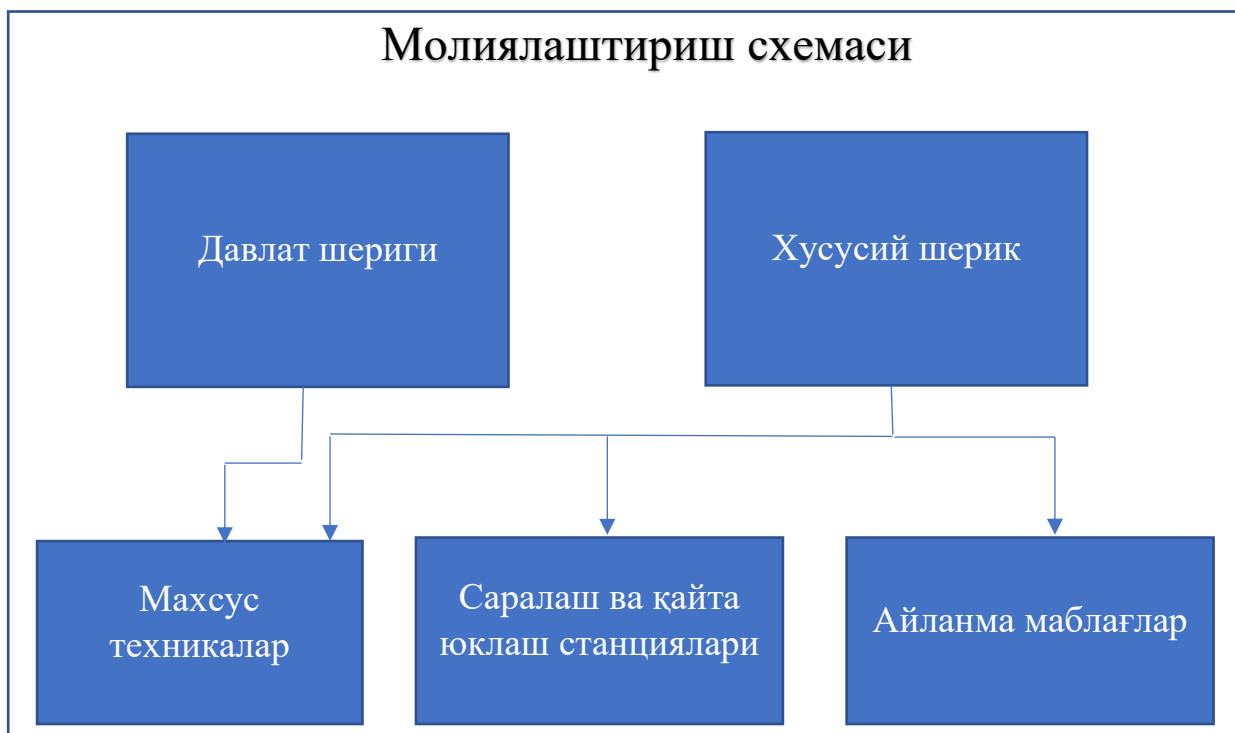 Молиялаштириш схемаси
Давлат шериги
Хусусий шерик
Махсус
техникалар
Саралаш ва қайта
юклаш станциялари
Айланма маблағлар